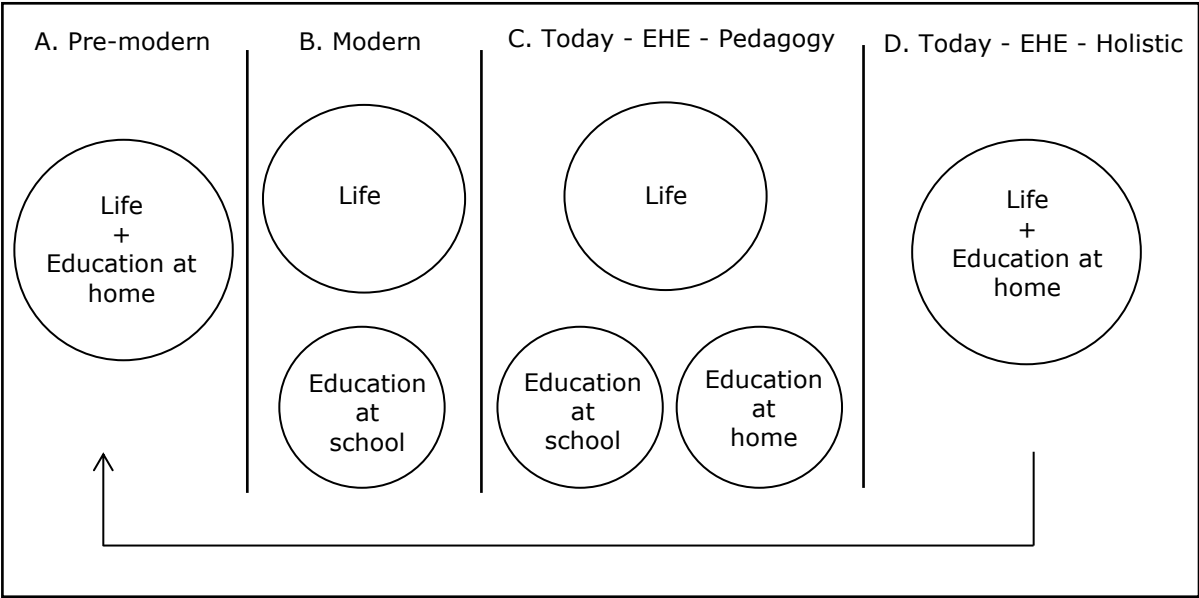 A. Pre-modern
Life
+
Education at
home
B. Modern
Life
Education
at
school
C. Today - EHE - Pedagogy
Life
Education
at
school
Education
at
home
D. Today - EHE - Holistic
Life
+
Education at
home